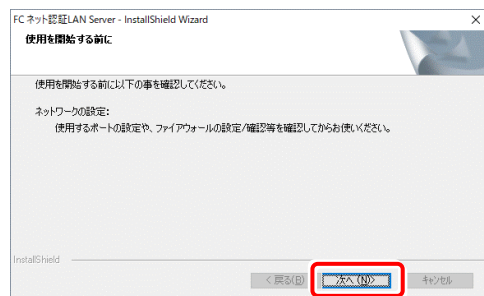 FC ネット認証LAN Server - InstallShield Wizard
使用を開始する前に
使用を開始する前に以下の事を確認してください。
ネットワークの設定:
使用するポートの設定や、ファイアウォールの設定/確認等を確認してからお使いください。
InstallShield
< 戻る(B)
次へ(N)>
キャンセル